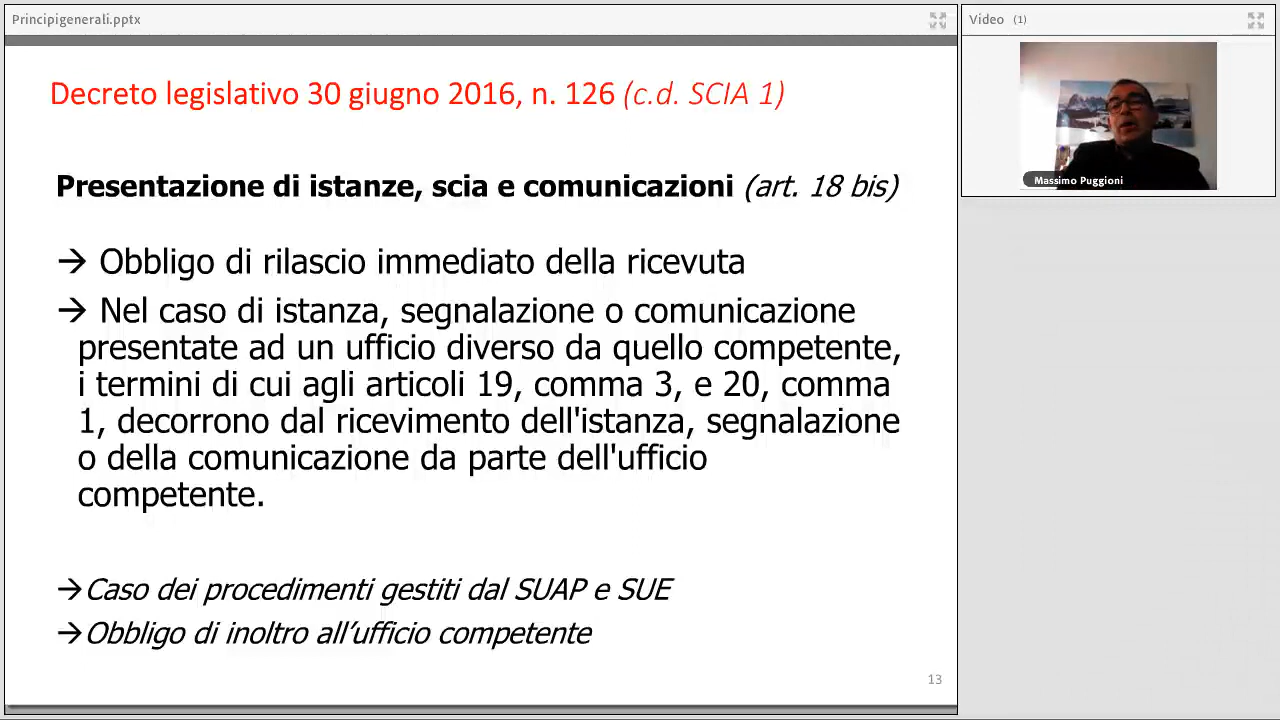 Principigenerali.pptx
Decreto legislativo 30 giugno 2016, n. 126 (c.d. SCIA 1)
Presentazione di istanze, scia e comunicazioni (art. 18 bis)
→ Obbligo di rilascio immediato della ricevuta
→ Nel caso di istanza, segnalazione o comunicazione
presentate ad un ufficio diverso da quello competente,
i termini di cui agli articoli 19, comma 3, e 20, comma
1, decorrono dal ricevimento dell'istanza, segnalazione
o della comunicazione da parte dell'ufficio
competente.
→Caso dei procedimenti gestiti dal SUAP e SUE
→Obbligo di inoltro all’ufficio competente
13
Video (1)
Massimo Puggioni